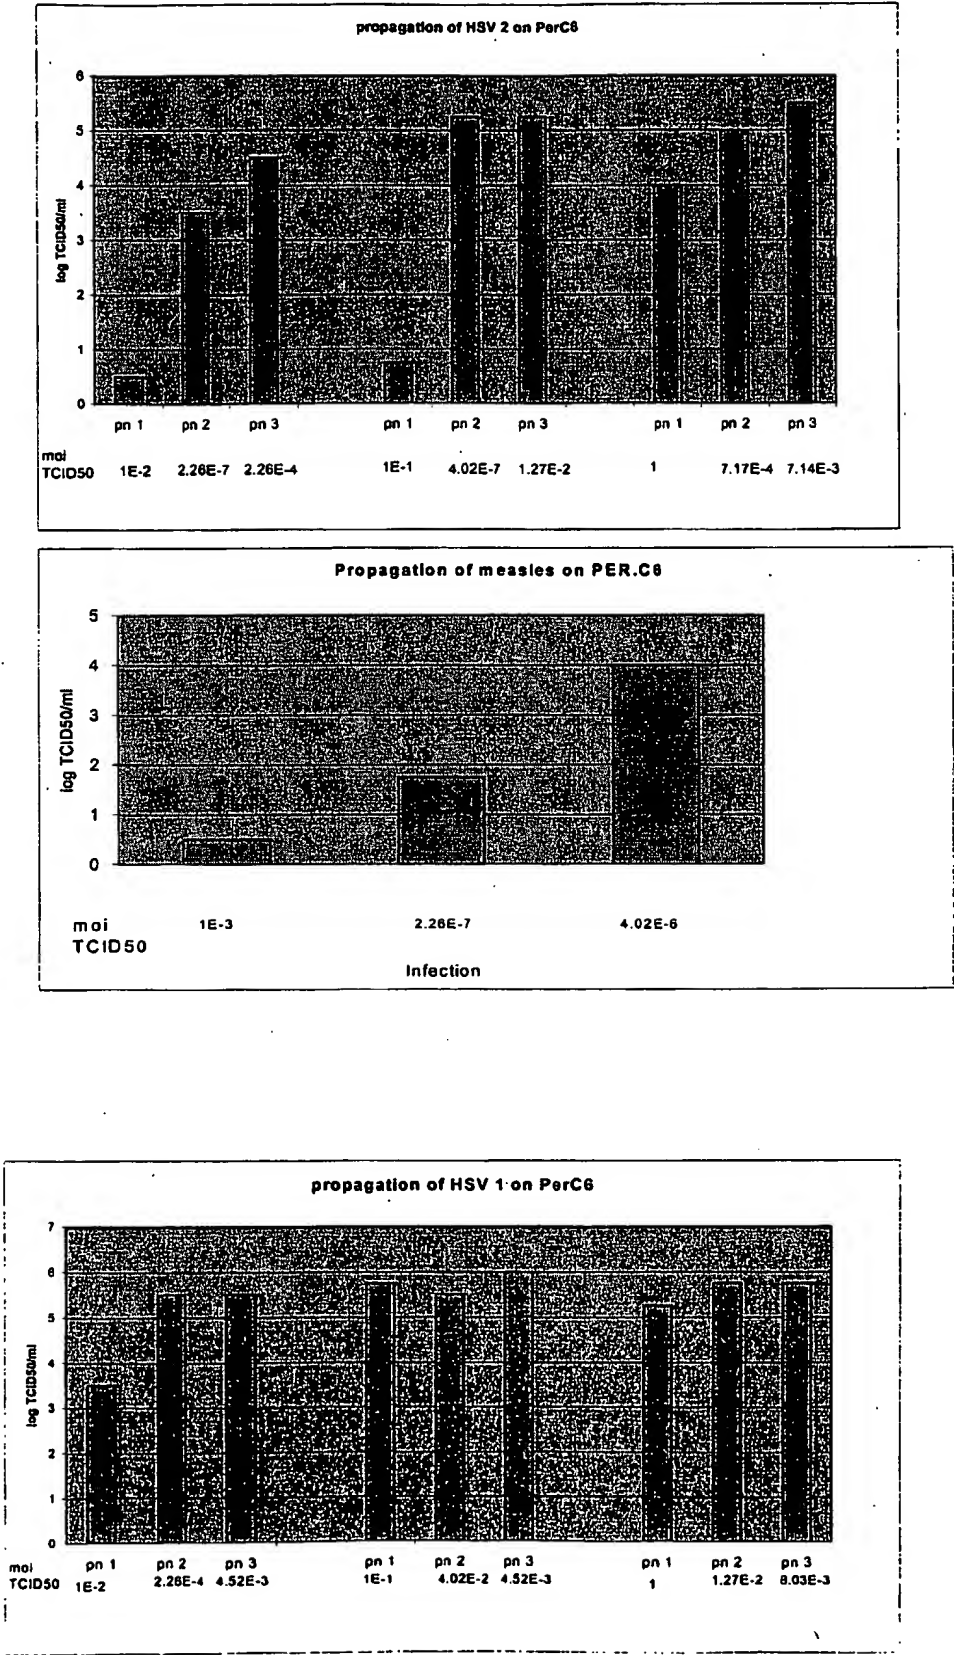 propagation of HSV 2 on PerC6
6
5
4
3
2
1
0
log TCID50/ml
pn 1 pn 2 pn 3 pn 1 pn 2 pn 3 pn 1 pn 2 pn 3
moi
TCID50 1E-2 2.26E-7 2.26E-4 1E-1 4.02E-7 1.27E-2 1 7.17E-4 7.14E-3
Propagation of measles on PER.C6
5
4
3
2
1
0
log TCID50/ml
moi 1E-3 2.26E-7 4.02E-6
TCID50
Infection
propagation of HSV 1 on PerC6
7
6
5
4
3
2
1
0
log TCID50/ml
moi pn 1 pn 2 pn 3 pn 1 pn 2 pn 3 pn 1 pn 2 pn 3
TCID50 1E-2 2.26E-4 4.52E-3 1E-1 4.02E-2 4.52E-3 1 1.27E-2 8.03E-3